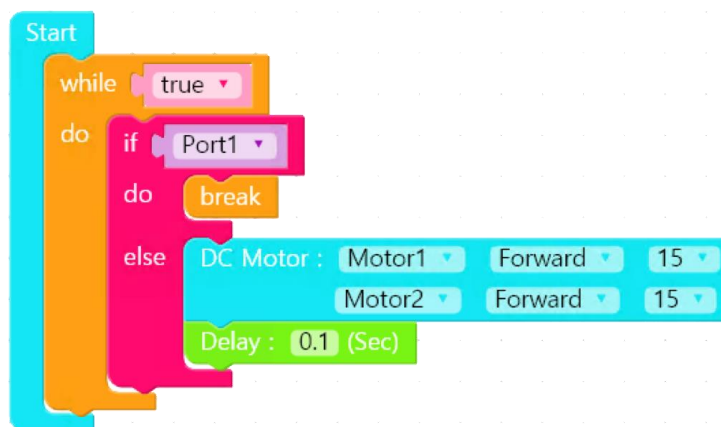 Start
while true
do if Port1
do break
else DC Motor : Motor1 Forward 15
Motor2 Forward 15
Delay : 0.1 (Sec)